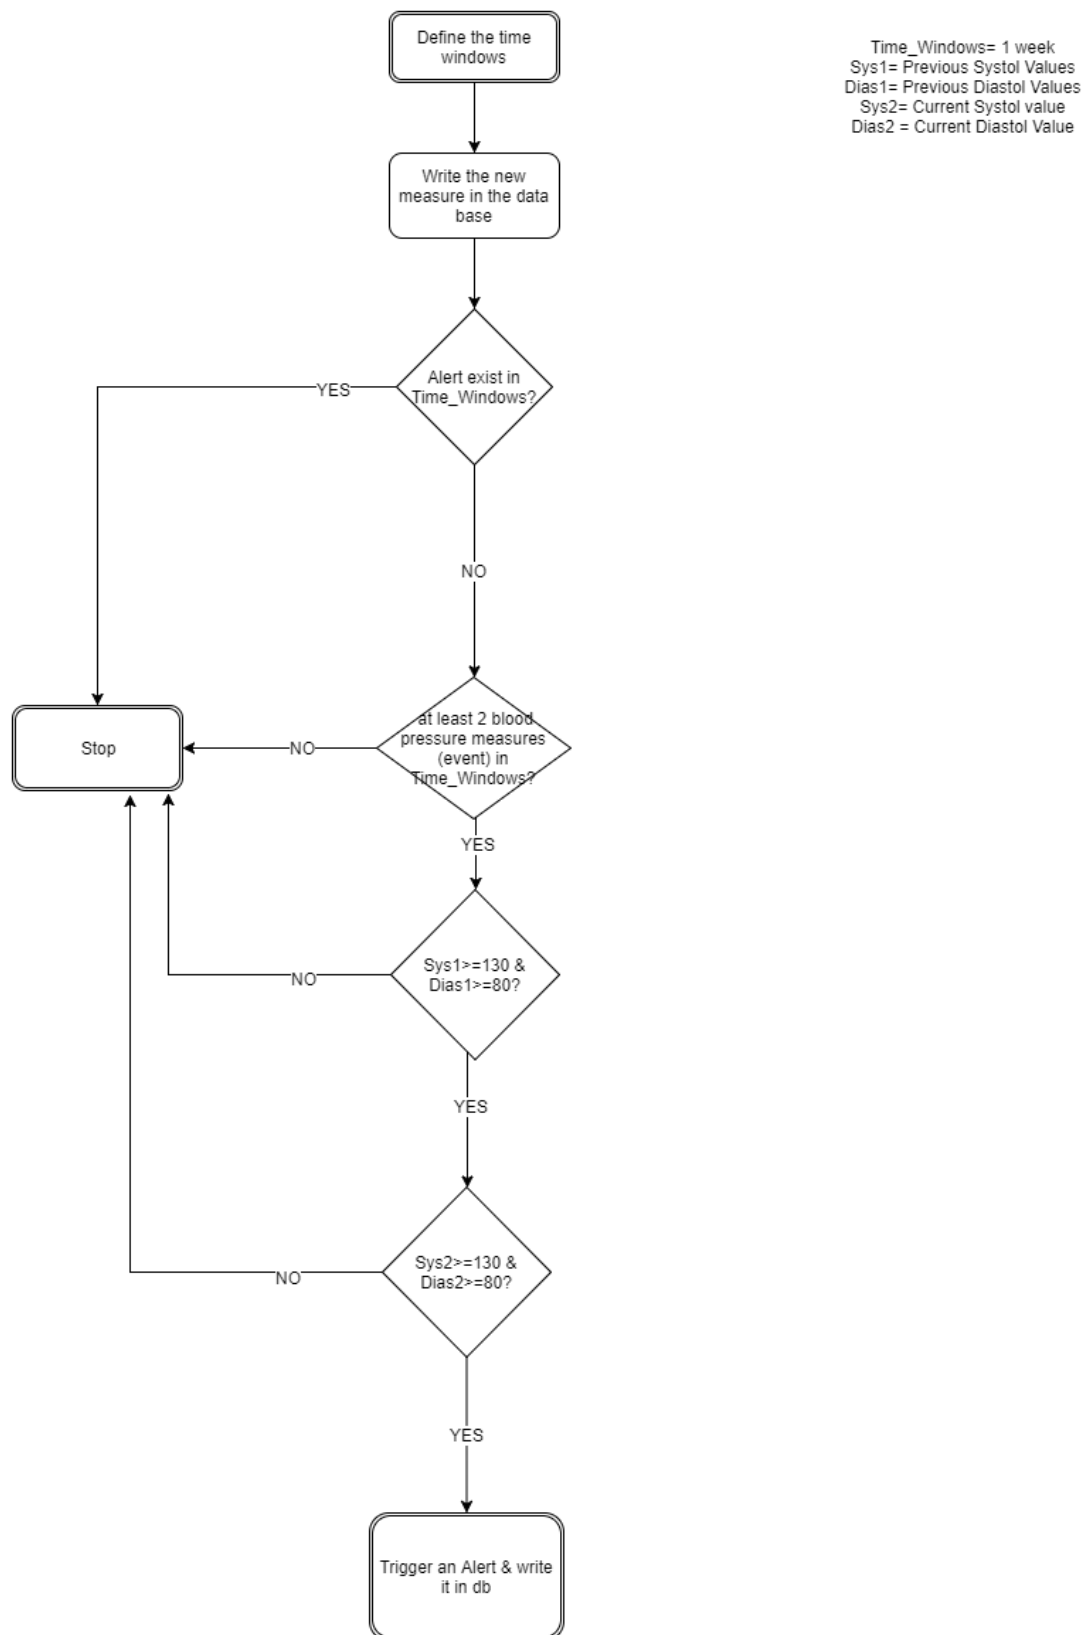 Define the time
windows
Time_Windows= 1 week
Sys1= Previous Systol Values
Dias1= Previous Diastol Values
Sys2= Current Systol value
Dias2 = Current Diastol Value
Write the new
measure in the data
base
Alert exist in
Time_Windows?
YES
NO
at least 2 blood
pressure measures
(event) in
Time_Windows?
NO
Stop
YES
Sys1>=130 &
Dias1>=80?
NO
YES
Sys2>=130 &
Dias2>=80?
NO
YES
Trigger an Alert & write
it in db